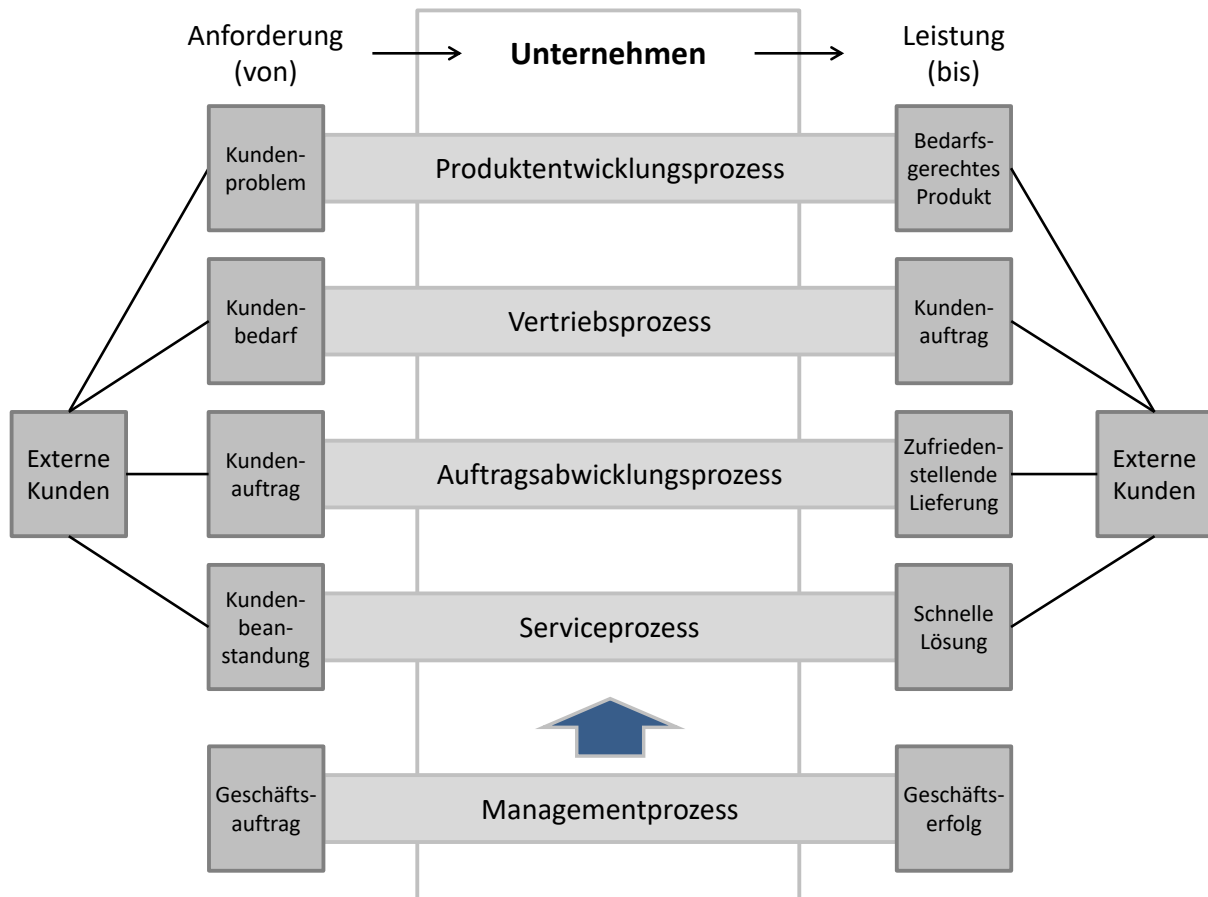 Anforderung
(von)
Unternehmen
Leistung
(bis)
Kunden-
problem
Produktentwicklungsprozess
Bedarfs-
gerechtes
Produkt
Kunden-
bedarf
Vertriebsprozess
Kunden-
auftrag
Externe
Kunden
Kunden-
auftrag
Auftragsabwicklungsprozess
Zufrieden-
stellende
Lieferung
Externe
Kunden
Kunden-
bean-
standung
Serviceprozess
Schnelle
Lösung
Geschäfts-
auftrag
Managementprozess
Geschäfts-
erfolg